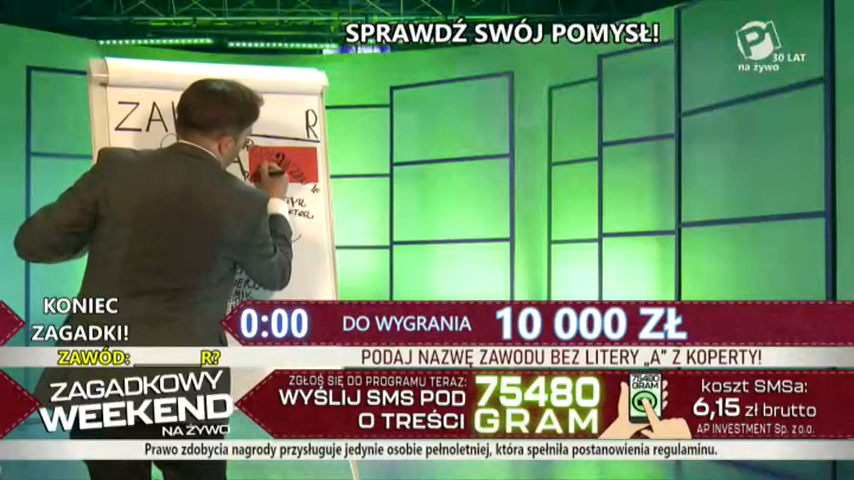 SPRAWDŹ SWÓJ POMYSŁ!
30 LAT
na żywo
ZA
R
KONIEC
ZAGADKI!
0:00 DO WYGRANIA 10 000 ZŁ
ZAWÓD: ________R?
PODAJ NAZWĘ ZAWODU BEZ LITERY „A” Z KOPERTY!
ZAGADKOWY
WEEKEND
NA ŻYWO
ZGŁOŚ SIĘ DO PROGRAMU TERAZ:
WYŚLIJ SMS POD 75480
O TREŚCI GRAM
75480
GRAM
koszt SMSa:
6,15 zł brutto
AP INVESTMENT Sp. z o.o.
Prawo zdobycia nagrody przysługuje jedynie osobie pełnoletniej, która spełniła postanowienia regulaminu.